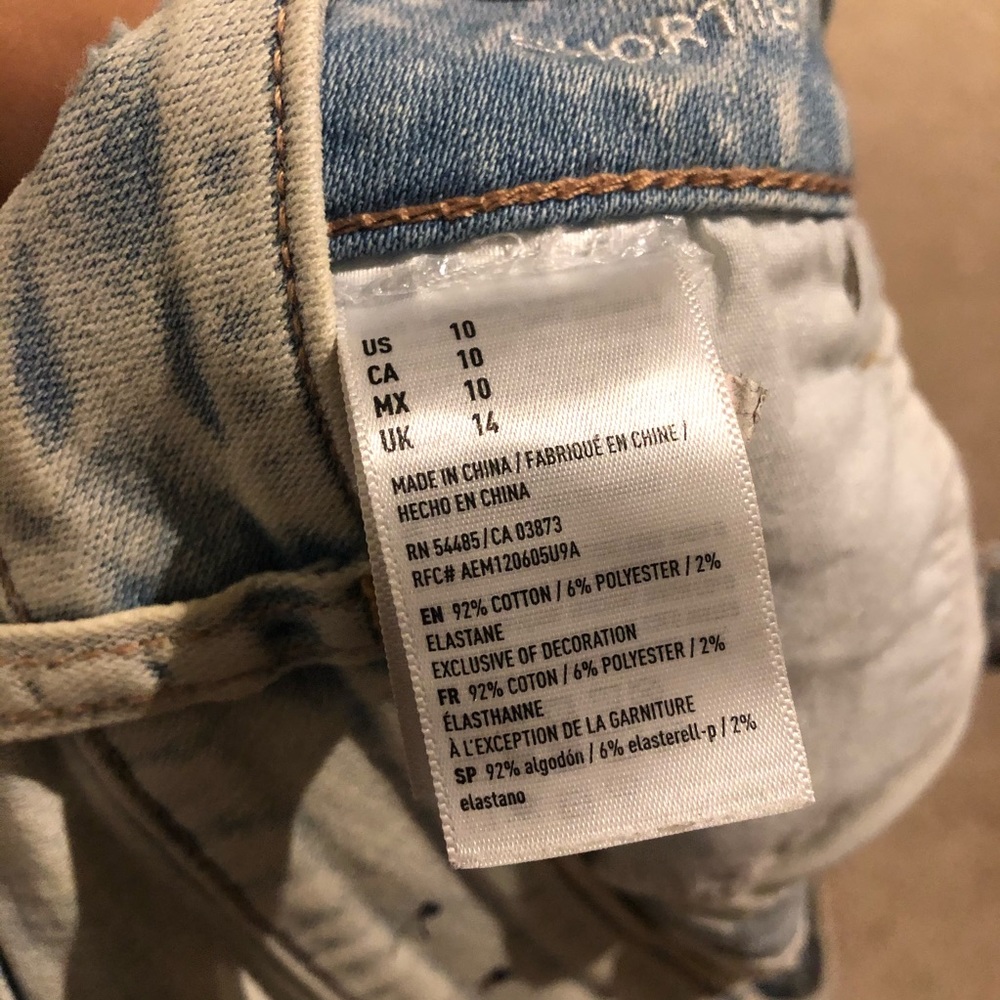 US 10
CA 10
MX 10
UK 14
MADE IN CHINA / FABRIQUÉ EN CHINE /
HECHO EN CHINA
RN 54485 / CA 03873
RFC# AEM120605U9A
EN 92% COTTON / 6% POLYESTER / 2%
ELASTANE
EXCLUSIVE OF DECORATION
FR 92% COTON / 6% POLYESTER / 2%
ÉLASTHANNE
À L'EXCEPTION DE LA GARNITURE
SP 92% algodón / 6% elasterell-p / 2%
elastano